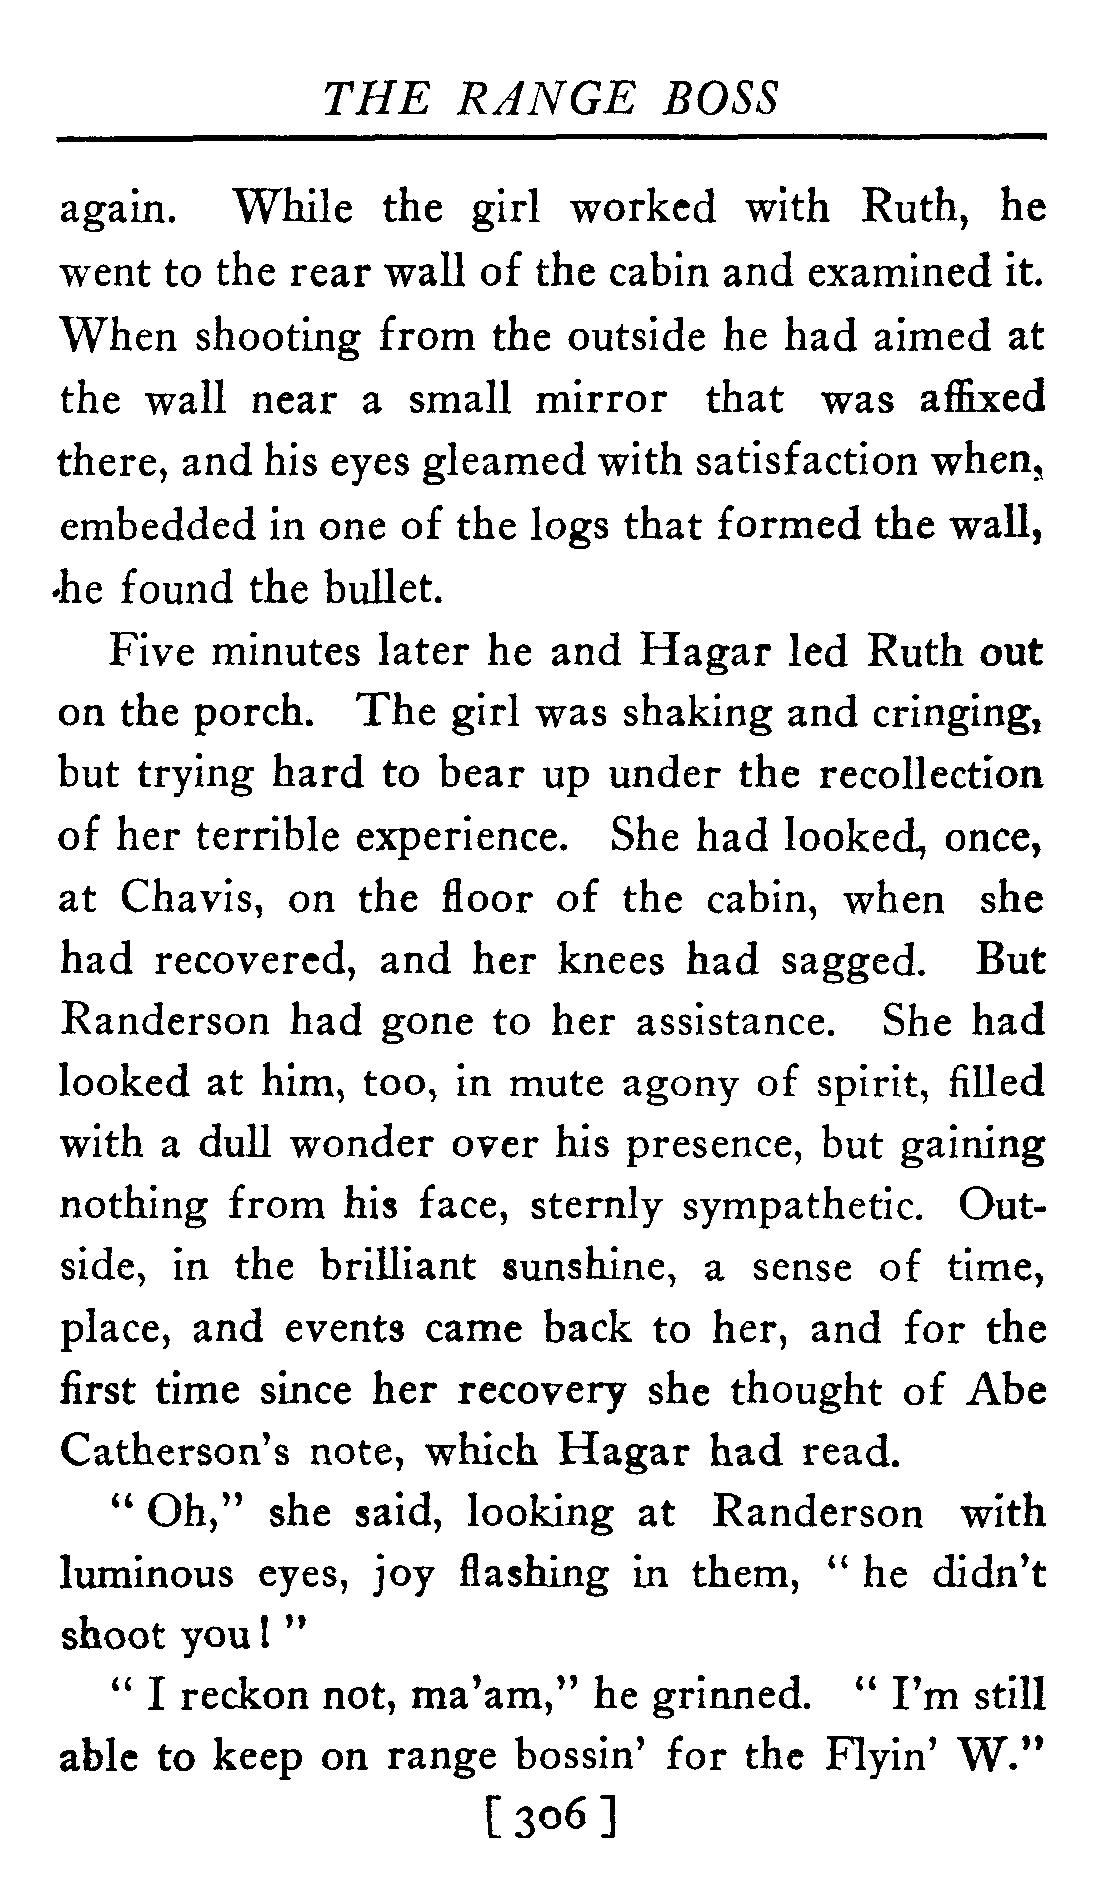 THE RANGE BOSS
again. While the girl worked with Ruth, he
went to the rear wall of the cabin and examined it.
When shooting from the outside he had aimed at
the wall near a small mirror that was affixed
there, and his eyes gleamed with satisfaction when,
embedded in one of the logs that formed the wall,
he found the bullet.
Five minutes later he and Hagar led Ruth out
on the porch. The girl was shaking and cringing,
but trying hard to bear up under the recollection
of her terrible experience. She had looked, once,
at Chavis, on the floor of the cabin, when she
had recovered, and her knees had sagged. But
Randerson had gone to her assistance. She had
looked at him, too, in mute agony of spirit, filled
with a dull wonder over his presence, but gaining
nothing from his face, sternly sympathetic. Out-
side, in the brilliant sunshine, a sense of time,
place, and events came back to her, and for the
first time since her recovery she thought of Abe
Catherson's note, which Hagar had read.
" Oh," she said, looking at Randerson with
luminous eyes, joy flashing in them, " he didn't
shoot you! "
" I reckon not, ma'am," he grinned. " I'm still
able to keep on range bossin' for the Flyin' W."
[ 306 ]